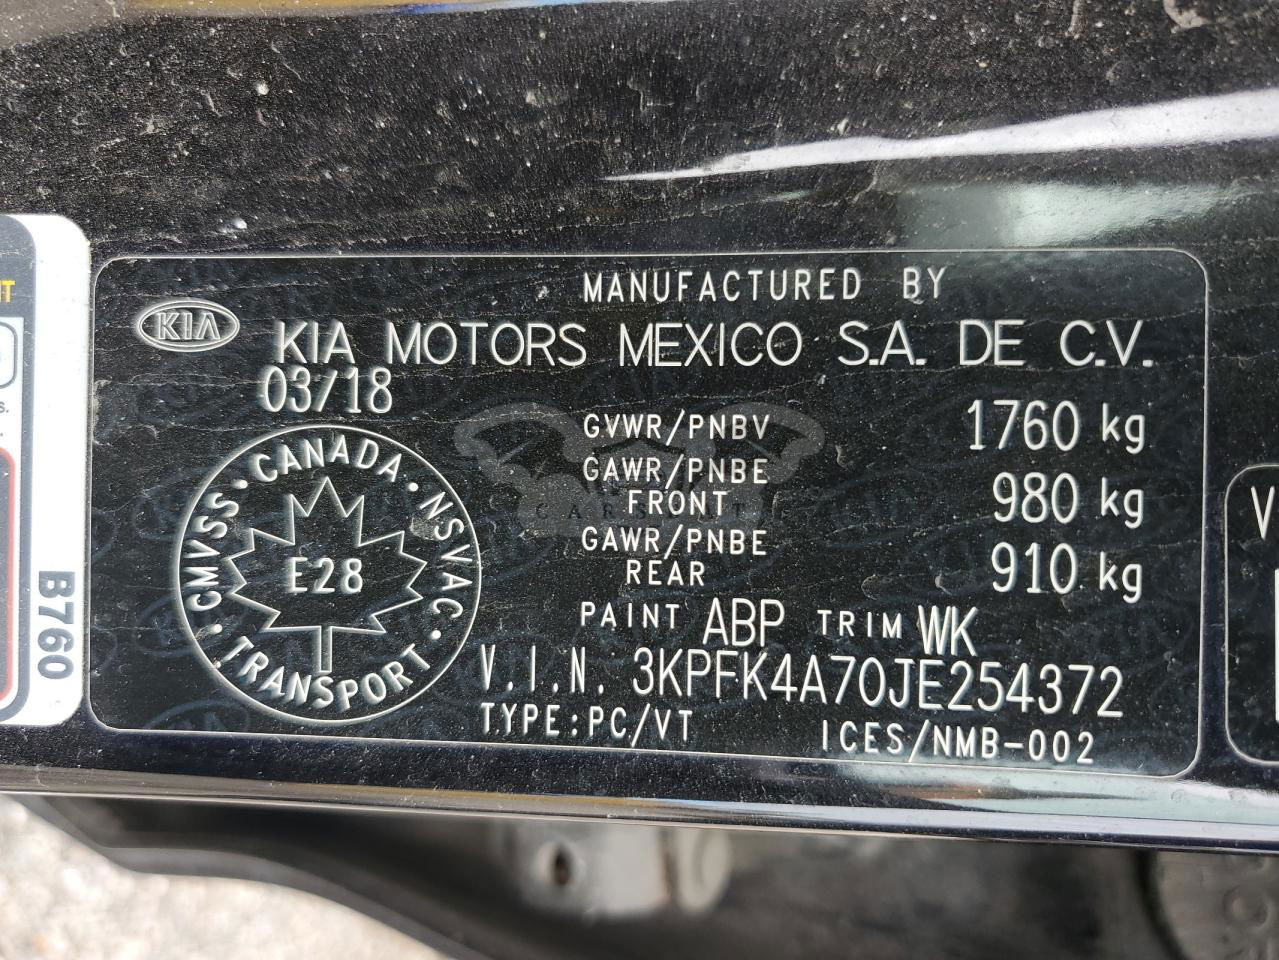 MANUFACTURED BY
KIA
KIA MOTORS MEXICO S.A. DE C.V.
03/18
GVWR/PNBV 1760 kg
GAWR/PNBE
FRONT 980 kg
GAWR/PNBE
REAR 910 kg
CMVSS • CANADA • NSVAC • TRANSPORT •
E28
PAINT ABP TRIM WK
V.I.N. 3KPFK4A70JE254372
TYPE:PC/VT ICES/NMB-002
B760
V